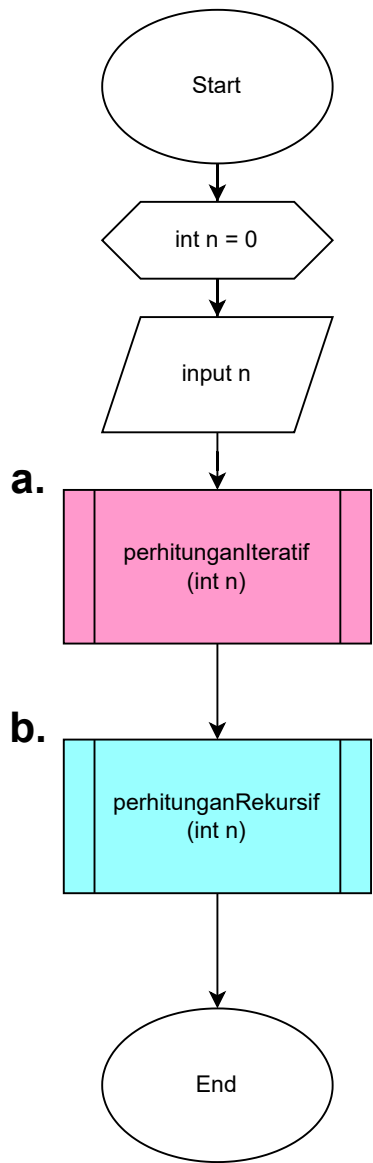 Start
int n = 0
input n
a.
perhitunganIteratif
(int n)
b.
perhitunganRekursif
(int n)
End